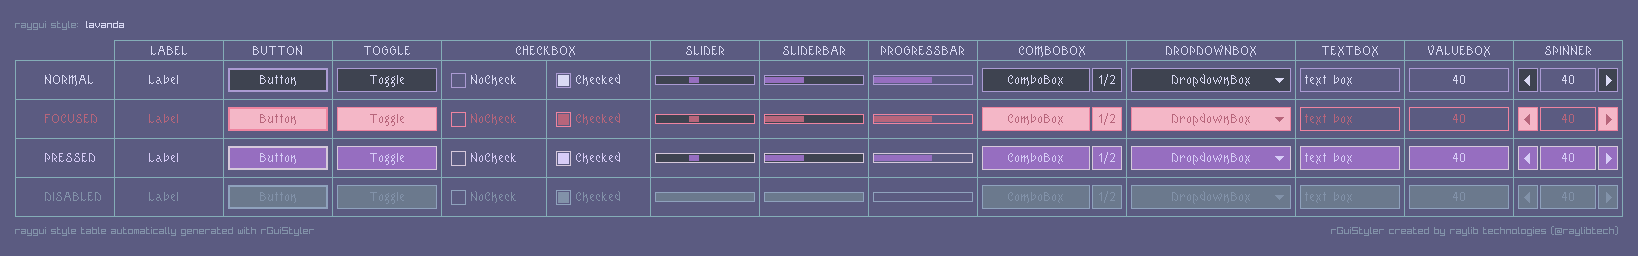 raygui style: lavanda
LABEL BUTTON TOGGLE CHECKBOX SLIDER SLIDERBAR PROGRESSBAR COMBOBOX DROPDOWNBOX TEXTBOX VALUEBOX SPINNER
NORMAL Label Button Toggle NoCheck Checked ComboBox 1/2 DropdownBox text box 40 40
FOCUSED Label Button Toggle NoCheck Checked ComboBox 1/2 DropdownBox text box 40 40
PRESSED Label Button Toggle NoCheck Checked ComboBox 1/2 DropdownBox text box 40 40
DISABLED Label Button Toggle NoCheck Checked ComboBox 1/2 DropdownBox text box 40 40
raygui style table automatically generated with rGuiStyler rGuiStyler created by raylib technologies (@raylibtech)